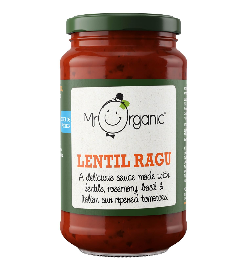 Mr Organic
LENTIL RAGU
A delicious sauce made with
lentils, rosemary, basil &
Italian sun ripened tomatoes.